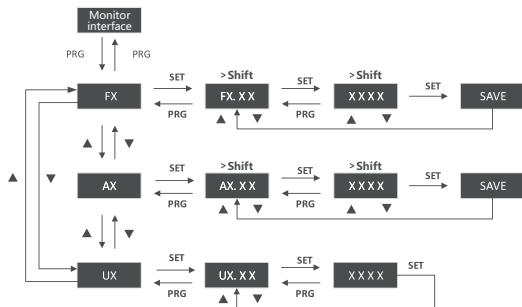 Monitor
interface
PRG PRG
>Shift >Shift
SET SET SET
FX FX. X X X X X X SAVE
PRG PRG
▲ ▼ ▲ ▼
▲ ▼
>Shift >Shift
▲ ▼ SET SET SET
AX AX. X X X X X X SAVE
PRG PRG
▲ ▼ ▲ ▼
▲ ▼
SET SET SET
UX UX. X X X X X X
PRG PRG
▲ ▼